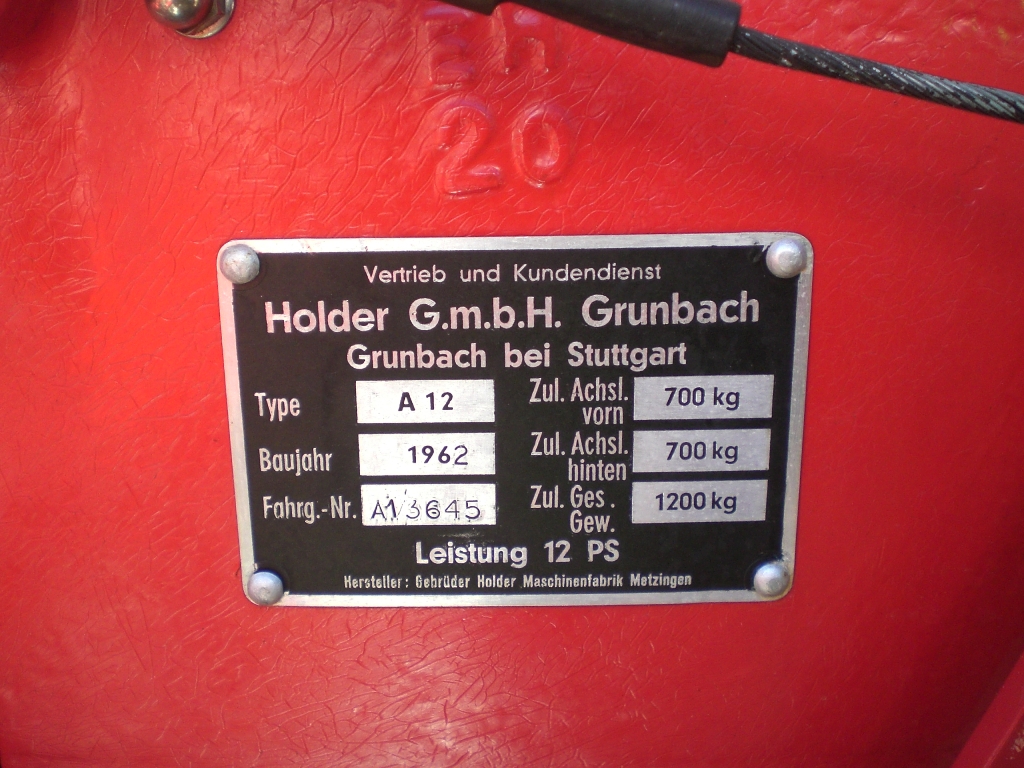 BH
20
Vertrieb und Kundendienst
Holder G.m.b.H. Grunbach
Grunbach bei Stuttgart
Type A 12 Zul. Achsl. vorn 700 kg
Baujahr 1962 Zul. Achsl. hinten 700 kg
Fahrg.-Nr. A13645 Zul. Ges. Gew. 1200 kg
Leistung 12 PS
Hersteller: Gebrüder Holder Maschinenfabrik Metzingen